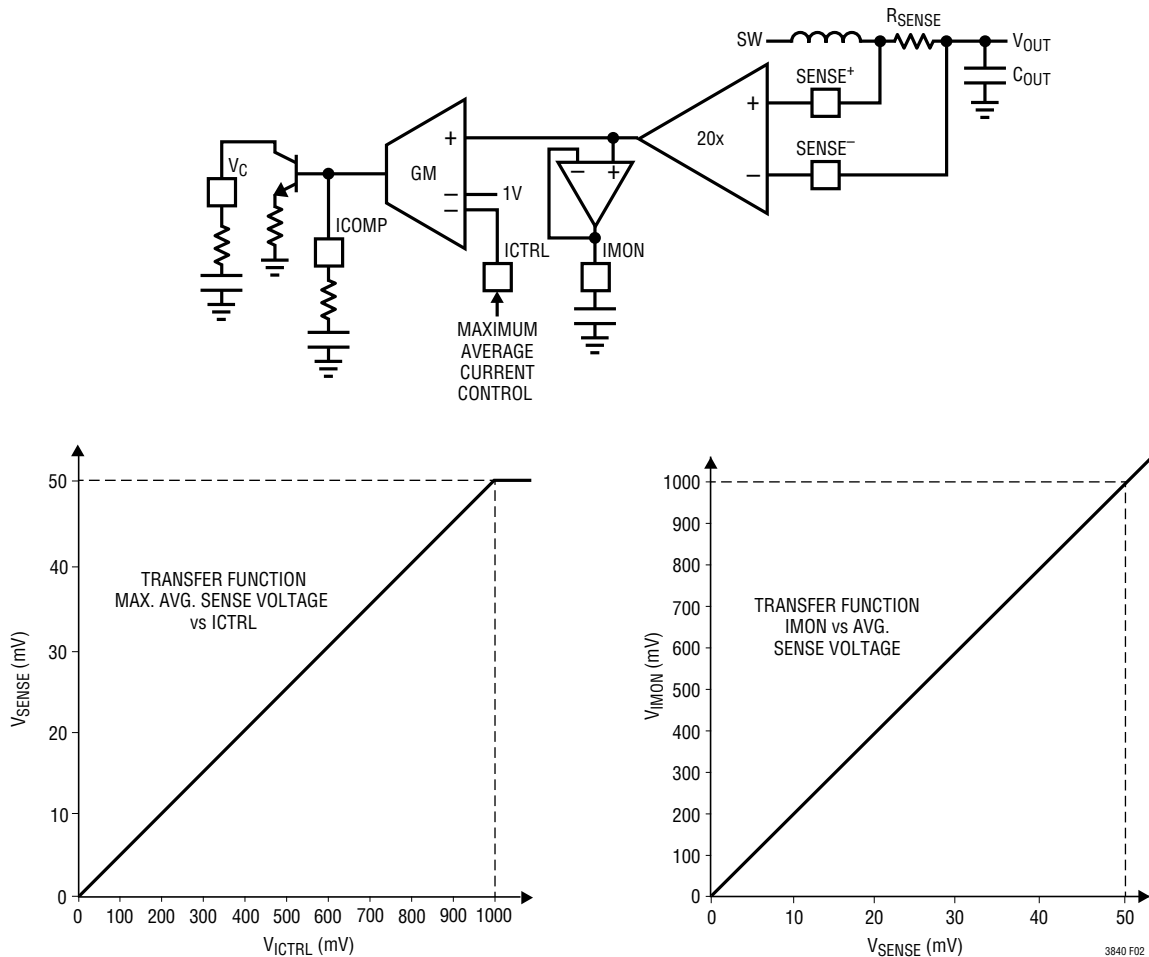 RSENSE
SW
VOUT
SENSE+
COUT
+
20x
SENSE−
−
+
GM
−
1V
−
− +
VC
ICOMP
ICTRL
IMON
MAXIMUM
AVERAGE
CURRENT
CONTROL
50
40
30
20
10
0
VSENSE (mV)
TRANSFER FUNCTION
MAX. AVG. SENSE VOLTAGE
vs ICTRL
0 100 200 300 400 500 600 700 800 900 1000
VICTRL (mV)
1000
900
800
700
600
500
400
300
200
100
0
VIMON (mV)
TRANSFER FUNCTION
IMON vs AVG.
SENSE VOLTAGE
0 10 20 30 40 50
VSENSE (mV)
3840 F02